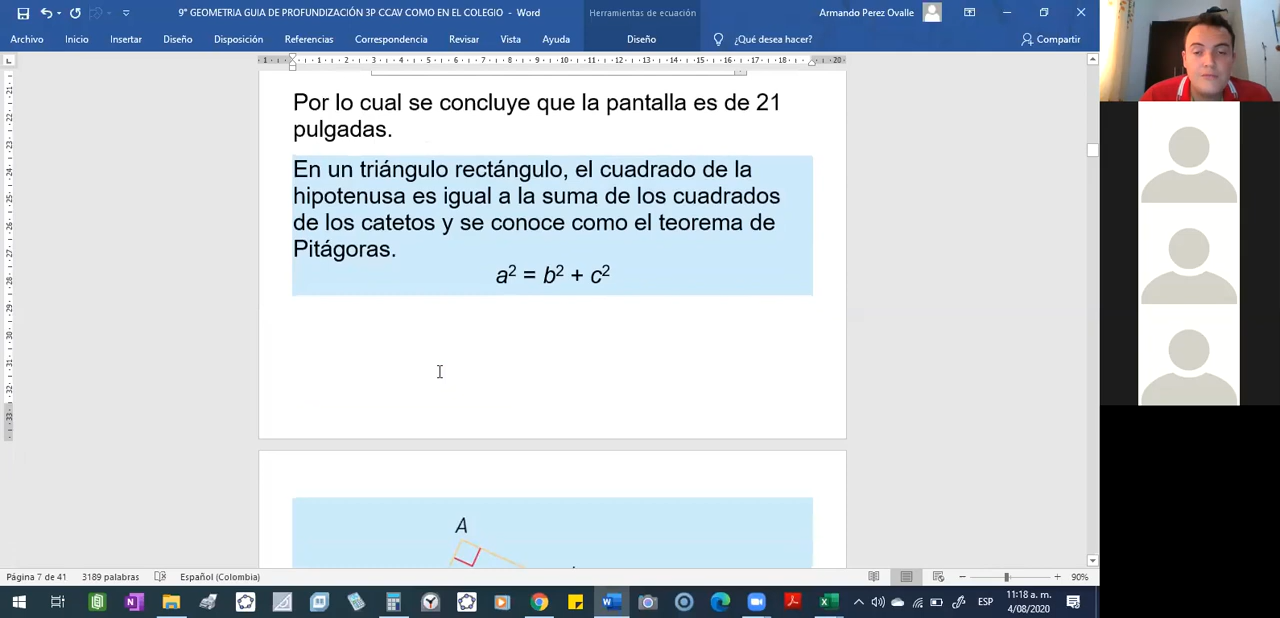 9° GEOMETRIA GUIA DE PROFUNDIZACIÓN 3P CCAV COMO EN EL COLEGIO - Word
Herramientas de ecuación
Armando Perez Ovalle
Archivo Inicio Insertar Diseño Disposición Referencias Correspondencia Revisar Vista Ayuda Diseño ¿Qué desea hacer? Compartir
Por lo cual se concluye que la pantalla es de 21
pulgadas.
En un triángulo rectángulo, el cuadrado de la
hipotenusa es igual a la suma de los cuadrados
de los catetos y se conoce como el teorema de
Pitágoras.
a² = b² + c²
A
Página 7 de 41 3189 palabras Español (Colombia) 90%
ESP
11:18 a. m.
4/08/2020